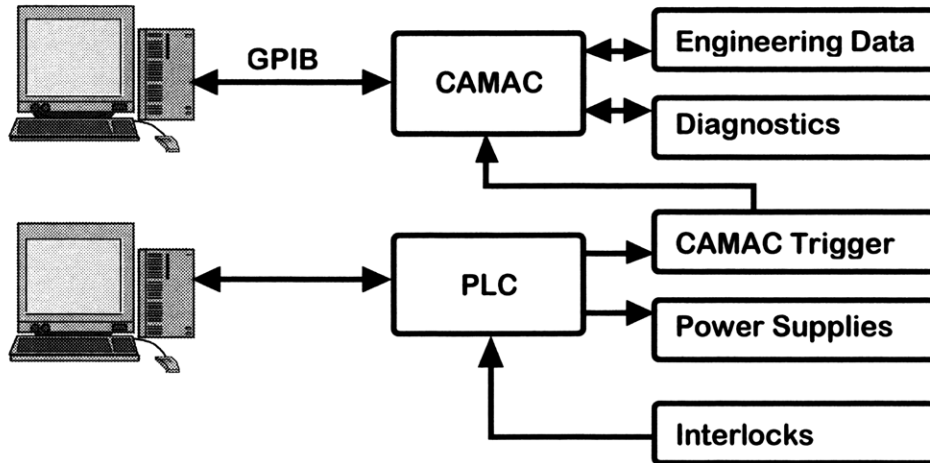 GPIB
CAMAC
Engineering Data
Diagnostics
CAMAC Trigger
PLC
Power Supplies
Interlocks